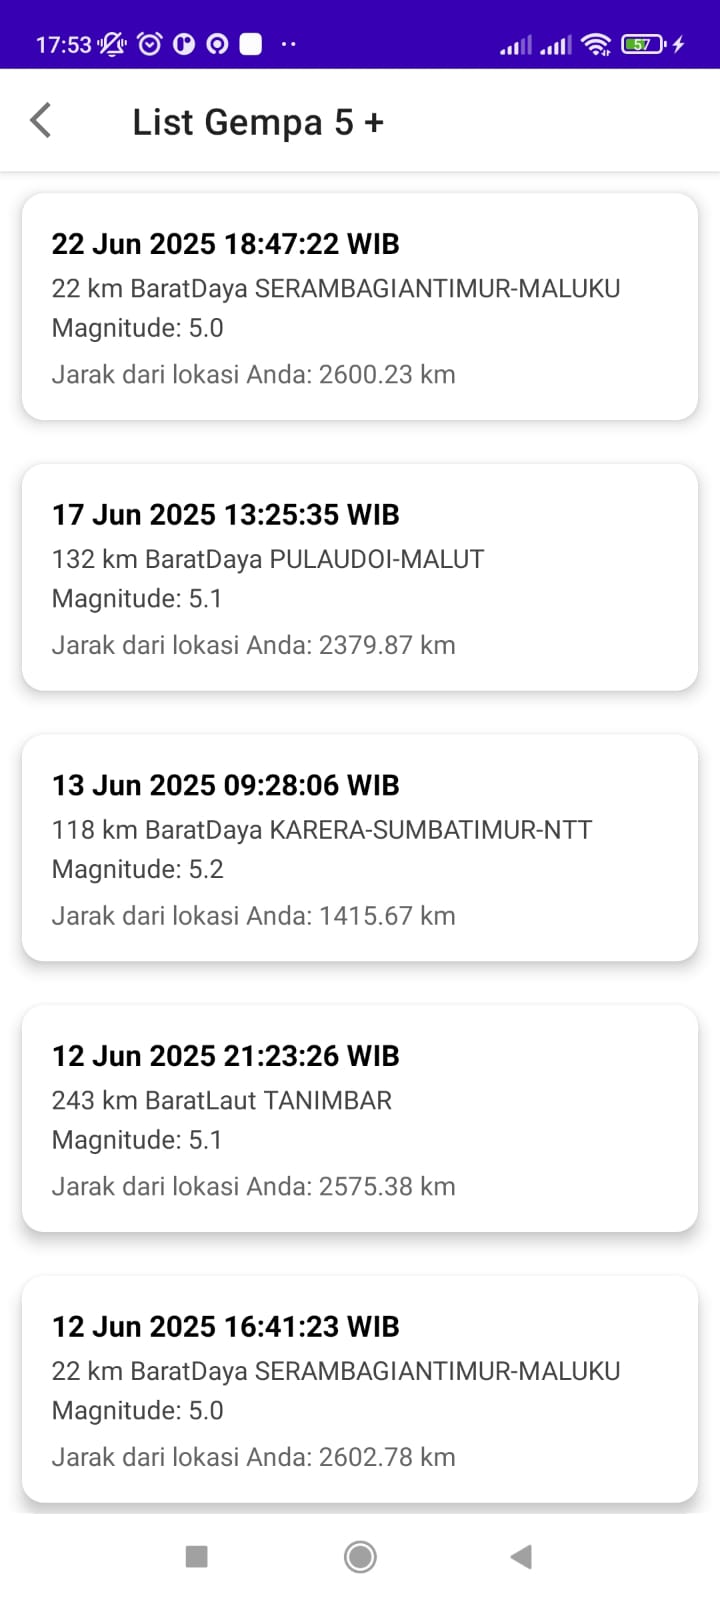 17:53
57
List Gempa 5 +
22 Jun 2025 18:47:22 WIB
22 km BaratDaya SERAMBAGIANTIMUR-MALUKU
Magnitude: 5.0
Jarak dari lokasi Anda: 2600.23 km
17 Jun 2025 13:25:35 WIB
132 km BaratDaya PULAUDOI-MALUT
Magnitude: 5.1
Jarak dari lokasi Anda: 2379.87 km
13 Jun 2025 09:28:06 WIB
118 km BaratDaya KARERA-SUMBATIMUR-NTT
Magnitude: 5.2
Jarak dari lokasi Anda: 1415.67 km
12 Jun 2025 21:23:26 WIB
243 km BaratLaut TANIMBAR
Magnitude: 5.1
Jarak dari lokasi Anda: 2575.38 km
12 Jun 2025 16:41:23 WIB
22 km BaratDaya SERAMBAGIANTIMUR-MALUKU
Magnitude: 5.0
Jarak dari lokasi Anda: 2602.78 km